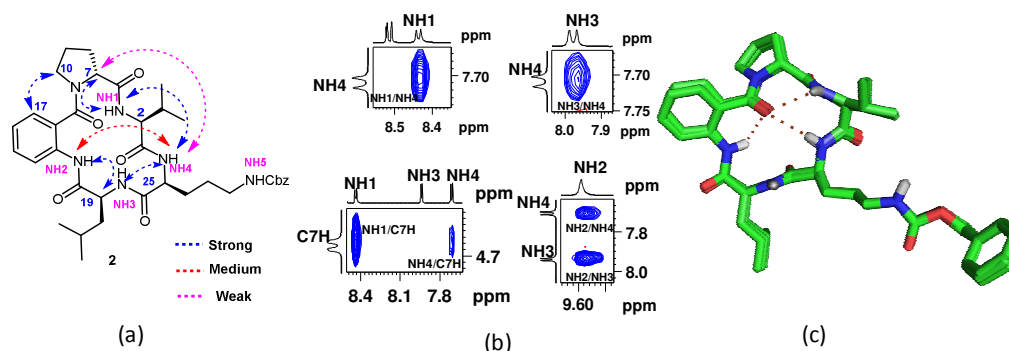 10
7
N
O
17
O
NH1
N
H
2
O
NH
NH2
O
NH
NH4
NH5
NHCbz
O
19
H
N
NH3
25
O
2
Strong
Medium
Weak
(a)
NH1
ppm
NH4
7.70
NH1/NH4
8.5
8.4
NH3
ppm
NH4
7.70
NH3/NH4
7.75
8.0
7.9
ppm
NH1
NH3
NH4
C7H
NH1/C7H
NH4/C7H
4.7
8.4
8.1
7.8
ppm
NH2
ppm
NH4
NH2/NH4
7.8
NH3
NH2/NH3
8.0
9.60
ppm
(b)
(c)